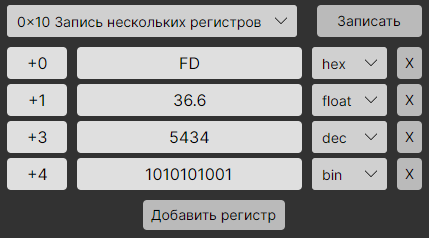 0×10 Запись нескольких регистров Записать
+0 FD hex X
+1 36.6 float X
+3 5434 dec X
+4 1010101001 bin X
Добавить регистр